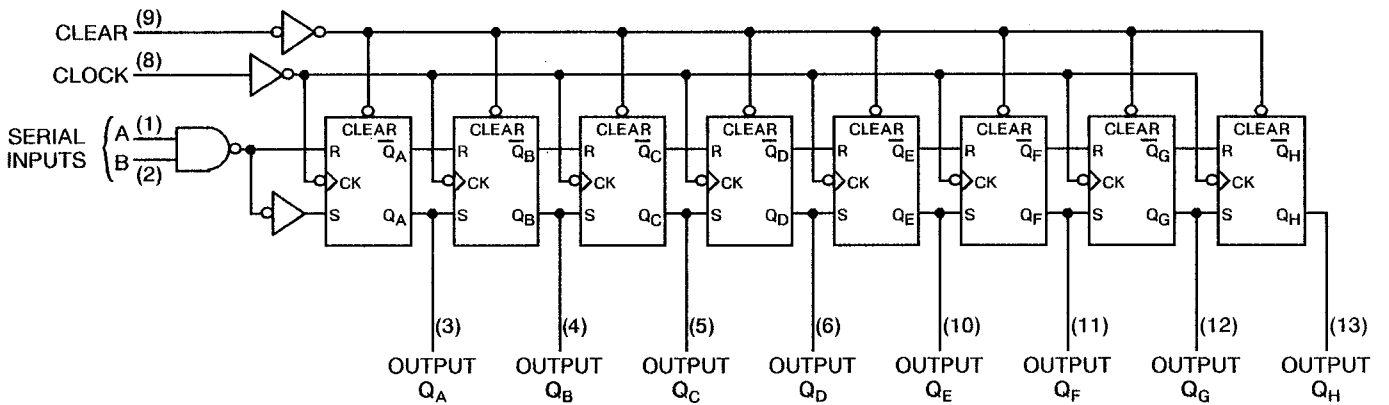 CLEAR (9)
CLOCK (8)
SERIAL INPUTS { A (1)
B (2)
CLEAR CLEAR CLEAR CLEAR CLEAR CLEAR CLEAR CLEAR
R Q̅A R Q̅B R Q̅C R Q̅D R Q̅E R Q̅F R Q̅G R Q̅H
CK CK CK CK CK CK CK CK
S QA S QB S QC S QD S QE S QF S QG S QH
(3) (4) (5) (6) (10) (11) (12) (13)
OUTPUT OUTPUT OUTPUT OUTPUT OUTPUT OUTPUT OUTPUT OUTPUT
QA QB QC QD QE QF QG QH